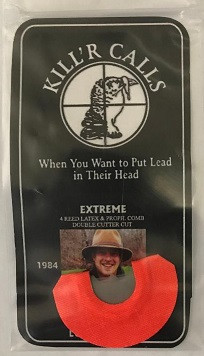 KILL'R CALLS
When You Want to Put Lead
in Their Head
EXTREME
4 REED LATEX & PROPH. COMB
DOUBLE CUTTER CUT
1984